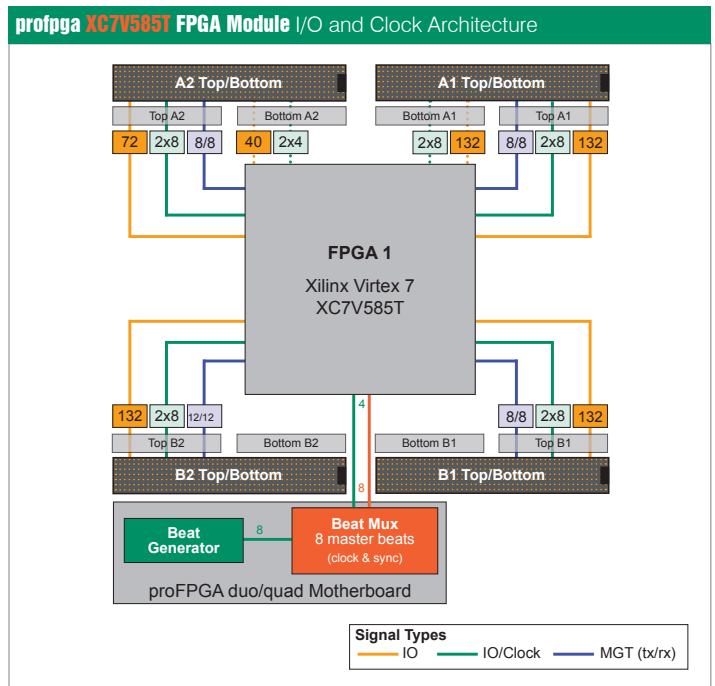 profpga XC7V585T FPGA Module I/O and Clock Architecture
A2 Top/Bottom
A1 Top/Bottom
Top A2
Bottom A2
Bottom A1
Top A1
72 2x8 8/8 40 2x4
2x8 132 8/8 2x8 132
FPGA 1
Xilinx Virtex 7
XC7V585T
132 2x8 12/12
8/8 2x8 132
4
Top B2
Bottom B2
Bottom B1
Top B1
B2 Top/Bottom
B1 Top/Bottom
8
Beat
Generator
8
Beat Mux
8 master beats
(clock & sync)
proFPGA duo/quad Motherboard
Signal Types
IO
IO/Clock
MGT (tx/rx)